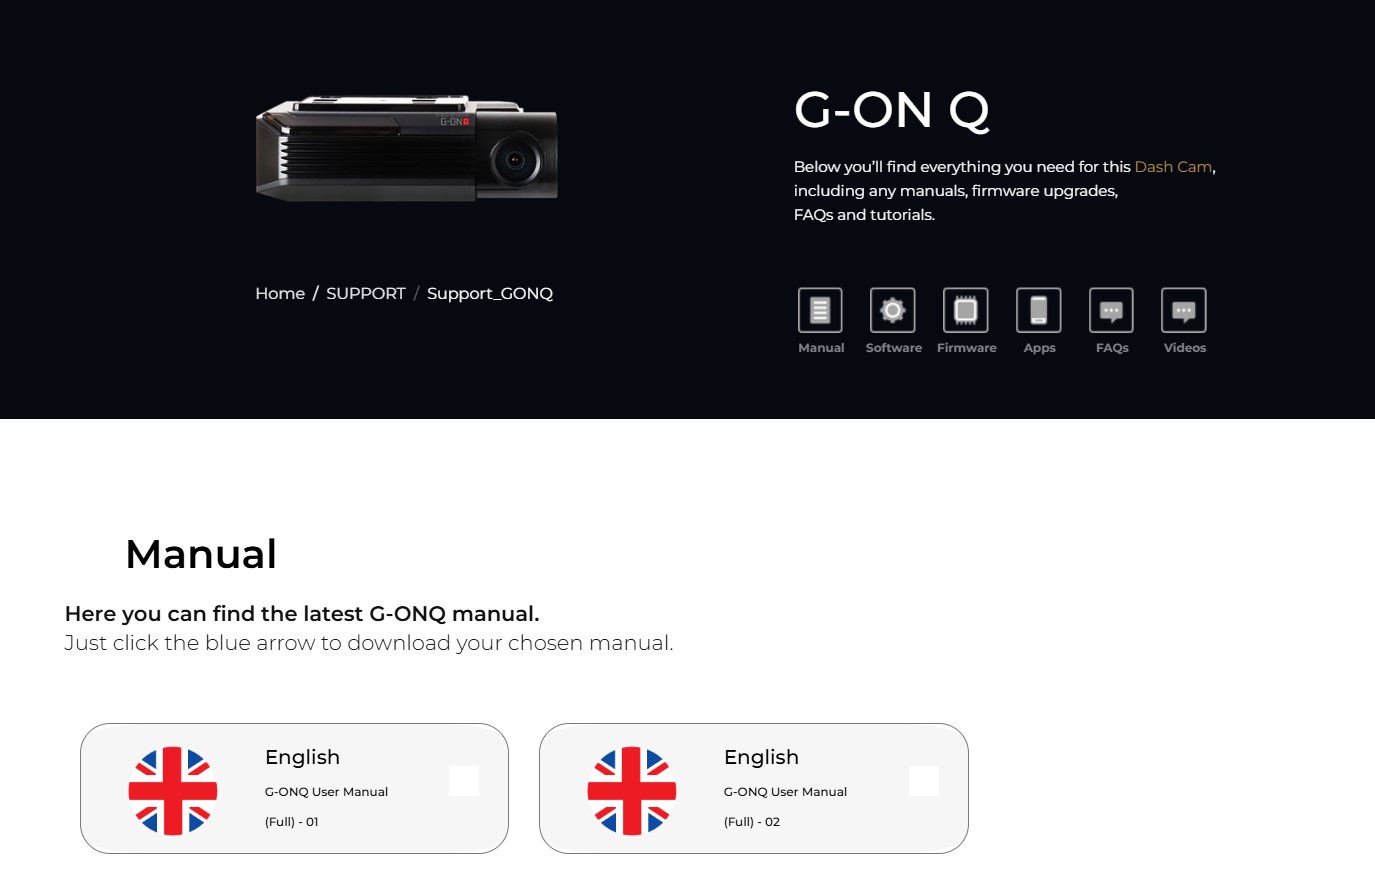 G-ONQ
G-ON Q
Below you’ll find everything you need for this Dash Cam,
including any manuals, firmware upgrades,
FAQs and tutorials.
Home / SUPPORT / Support_GONQ
Manual Software Firmware Apps FAQs Videos
Manual
Here you can find the latest G-ONQ manual.
Just click the blue arrow to download your chosen manual.
English
G-ONQ User Manual
(Full) - 01
English
G-ONQ User Manual
(Full) - 02